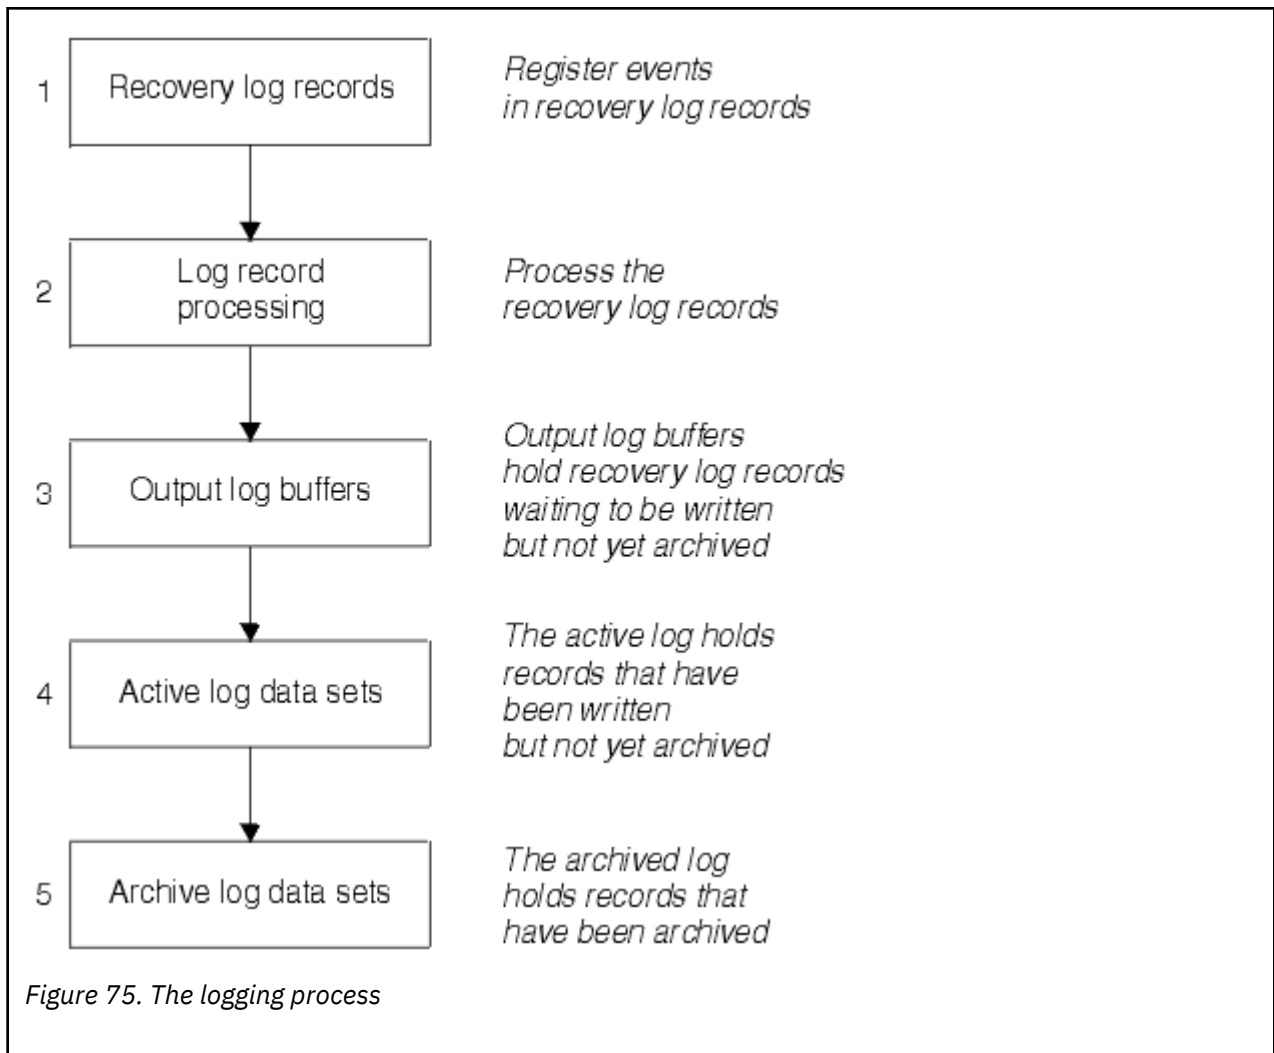 1
Recovery log records
Register events
in recovery log records
2
Log record
processing
Process the
recovery log records
3
Output log buffers
Output log buffers
hold recovery log records
waiting to be written
but not yet archived
4
Active log data sets
The active log holds
records that have
been written
but not yet archived
5
Archive log data sets
The archived log
holds records that
have been archived
Figure 75. The logging process